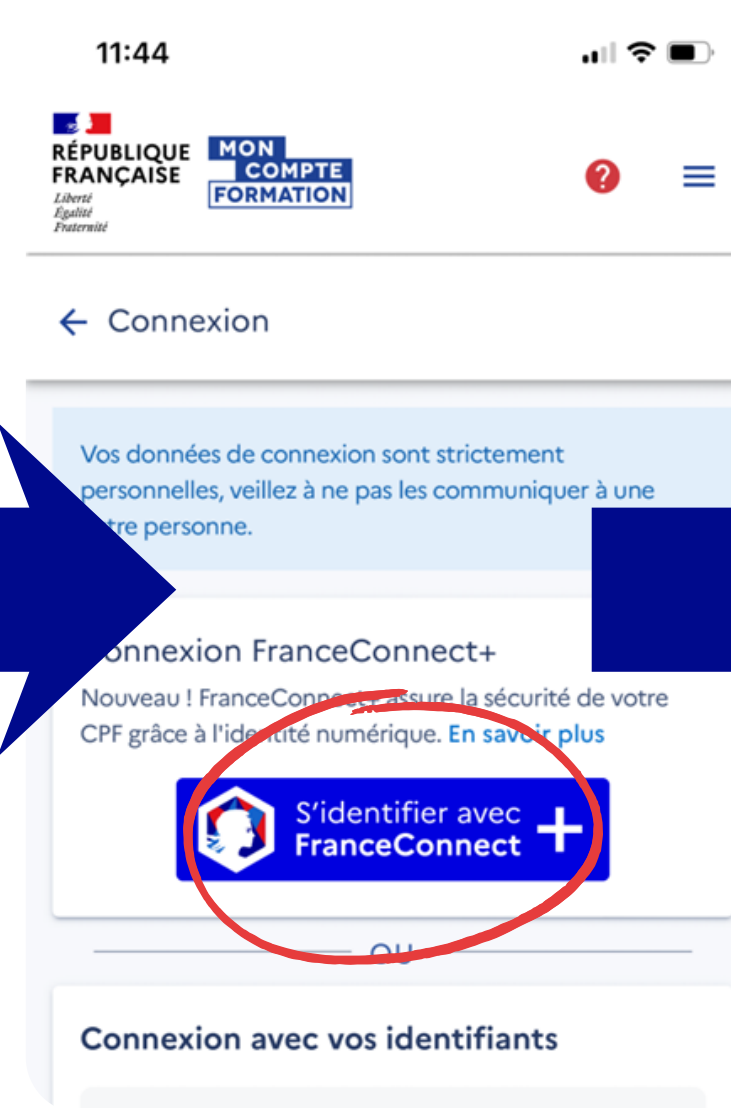 11:44
RÉPUBLIQUE
FRANÇAISE
Liberté
Égalité
Fraternité
MON
COMPTE
FORMATION
?
← Connexion
Vos données de connexion sont strictement
personnelles, veillez à ne pas les communiquer à une
personne.
FranceConnect+
Nouveau ! FranceConnect+ assure la sécurité de votre
CPF grâce à l'identité numérique. En savoir plus
S'identifier avec
FranceConnect +
OU
Connexion avec vos identifiants